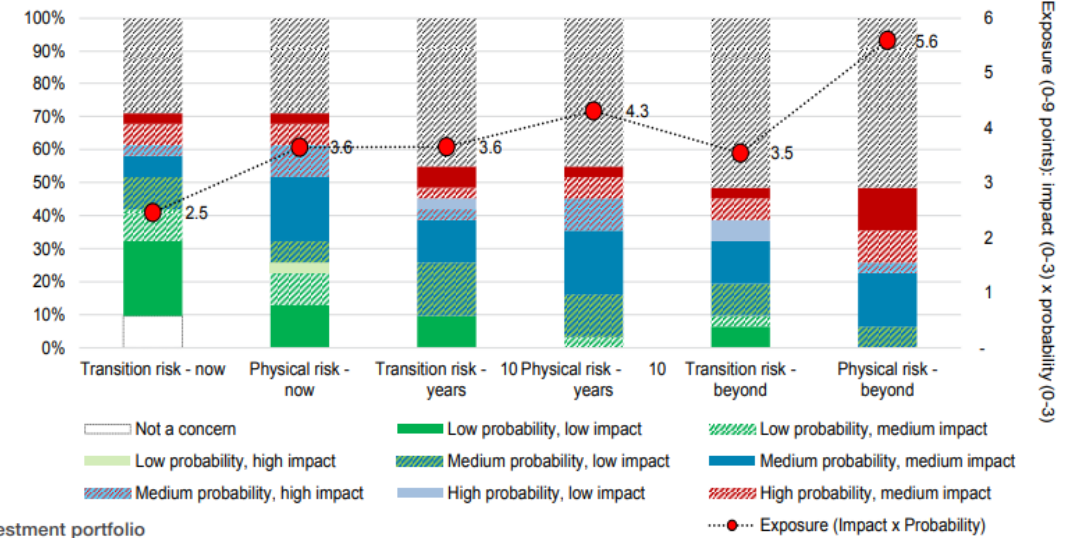 100%
90%
80%
70%
60%
50%
40%
30%
20%
10%
0%
6
5
4
3
2
1
-
Exposure (0-9 points): impact (0-3) x probability (0-3)
2.5
3.6
3.6
4.3
3.5
5.6
Transition risk - now
Physical risk -
now
Transition risk - 10
years
Physical risk - 10
years
Transition risk -
beyond
Physical risk -
beyond
Not a concern
Low probability, low impact
Low probability, medium impact
Low probability, high impact
Medium probability, low impact
Medium probability, medium impact
Medium probability, high impact
High probability, low impact
High probability, medium impact
Exposure (Impact x Probability)
estment portfolio